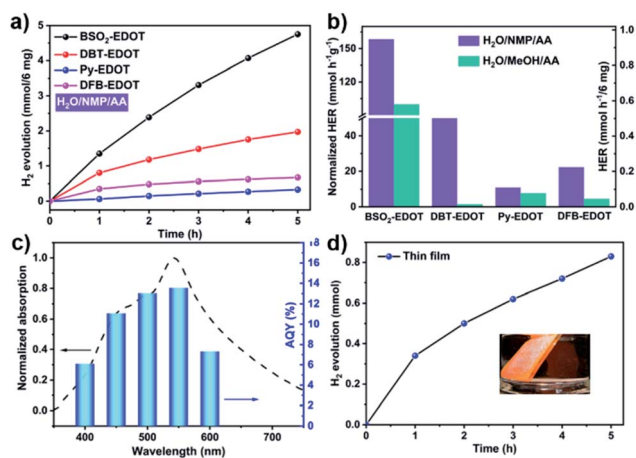 a)
5
4
3
2
1
0
H₂ evolution (mmol/6 mg)
BSO₂-EDOT
DBT-EDOT
Py-EDOT
DFB-EDOT
H₂O/NMP/AA
0 1 2 3 4 5
Time (h)
b)
150
100
40
20
0
Normalized HER (mmol h⁻¹g⁻¹)
H₂O/NMP/AA
H₂O/MeOH/AA
1.0
0.8
0.6
0.4
0.2
0.0
HER (mmol h⁻¹/6 mg)
BSO₂-EDOT DBT-EDOT Py-EDOT DFB-EDOT
c)
1.0
0.8
0.6
0.4
0.2
0.0
Normalized absorption
18
16
14
12
10
8
6
4
2
0
AQY (%)
400 500 600 700
Wavelength (nm)
d)
0.8
0.6
0.4
0.2
0.0
H₂ evolution (mmol)
Thin film
0 1 2 3 4 5
Time (h)